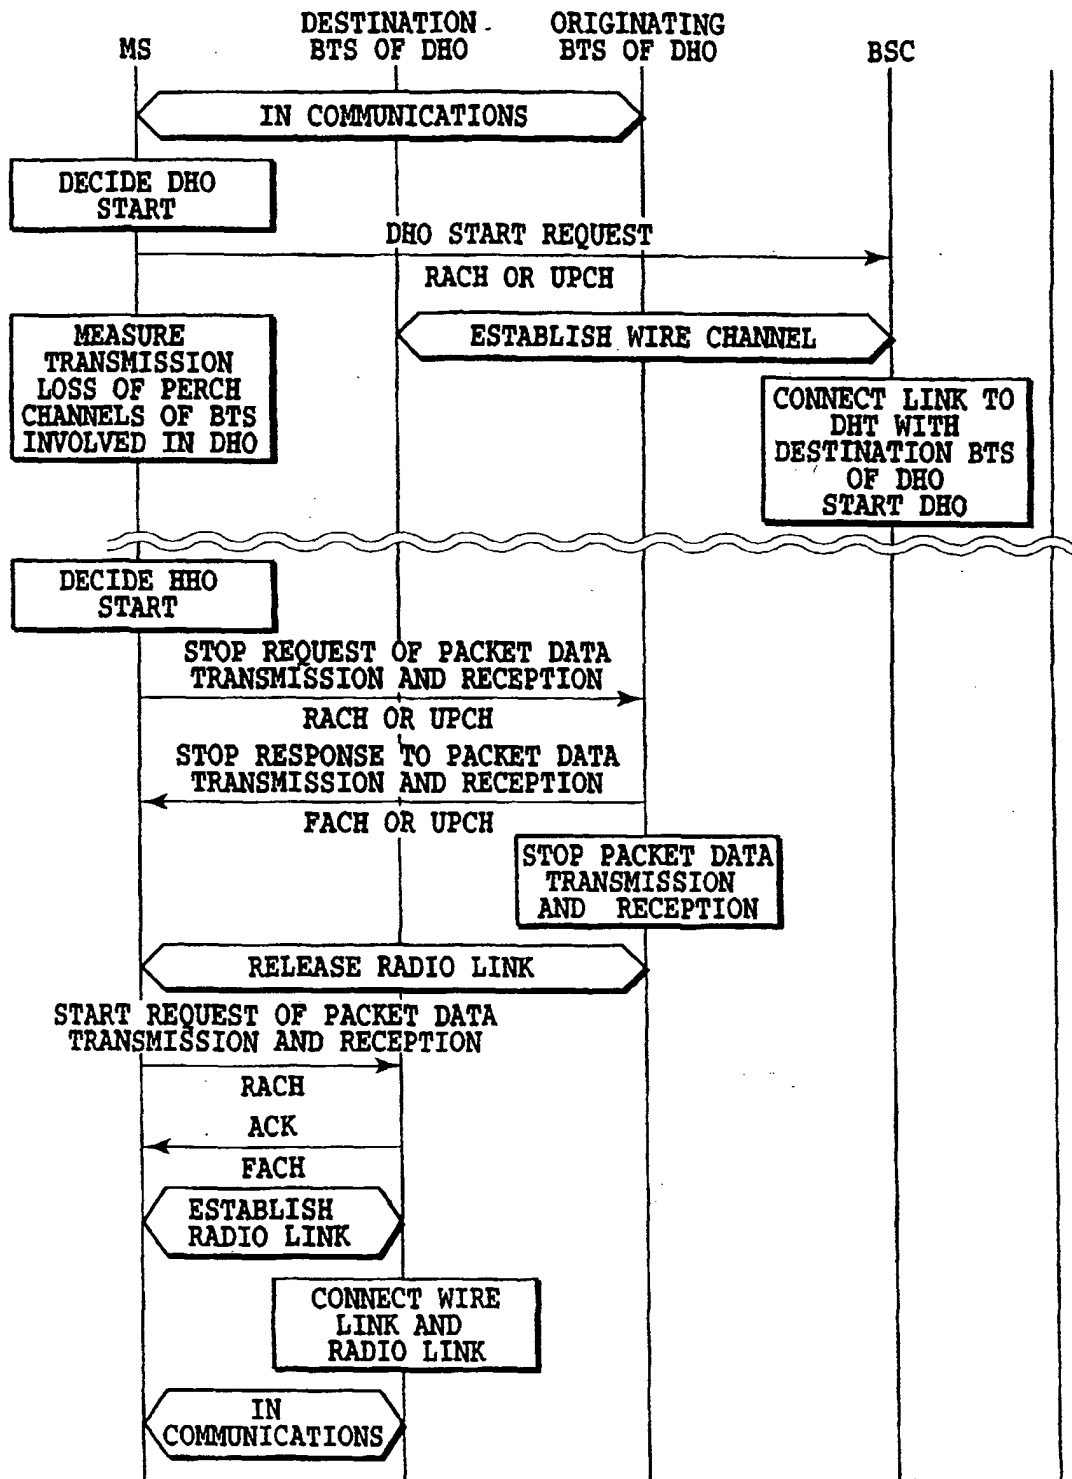 MS
DESTINATION
BTS OF DHO
ORIGINATING
BTS OF DHO
BSC
IN COMMUNICATIONS
DECIDE DHO
START
DHO START REQUEST
RACH OR UPCH
MEASURE
TRANSMISSION
LOSS OF PERCH
CHANNELS OF BTS
INVOLVED IN DHO
ESTABLISH WIRE CHANNEL
CONNECT LINK TO
DHT WITH
DESTINATION BTS
OF DHO
START DHO
DECIDE HHO
START
STOP REQUEST OF PACKET DATA
TRANSMISSION AND RECEPTION
RACH OR UPCH
STOP RESPONSE TO PACKET DATA
TRANSMISSION AND RECEPTION
FACH OR UPCH
STOP PACKET DATA
TRANSMISSION
AND RECEPTION
RELEASE RADIO LINK
START REQUEST OF PACKET DATA
TRANSMISSION AND RECEPTION
RACH
ACK
FACH
ESTABLISH
RADIO LINK
CONNECT WIRE
LINK AND
RADIO LINK
IN
COMMUNICATIONS